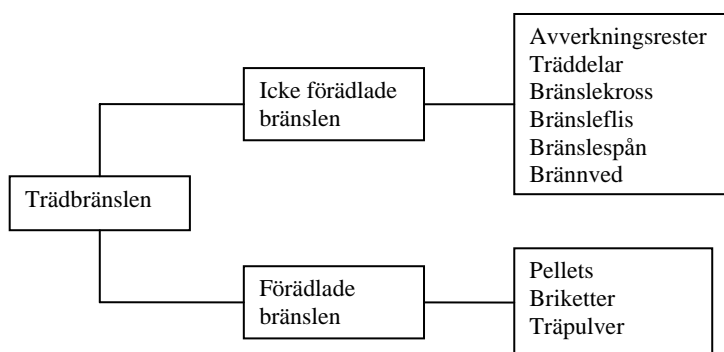 Trädbränslen
Icke förädlade
bränslen
Avverkningsrester
Träddelar
Bränslekross
Bränsleflis
Bränslespån
Brännved
Förädlade
bränslen
Pellets
Briketter
Träpulver